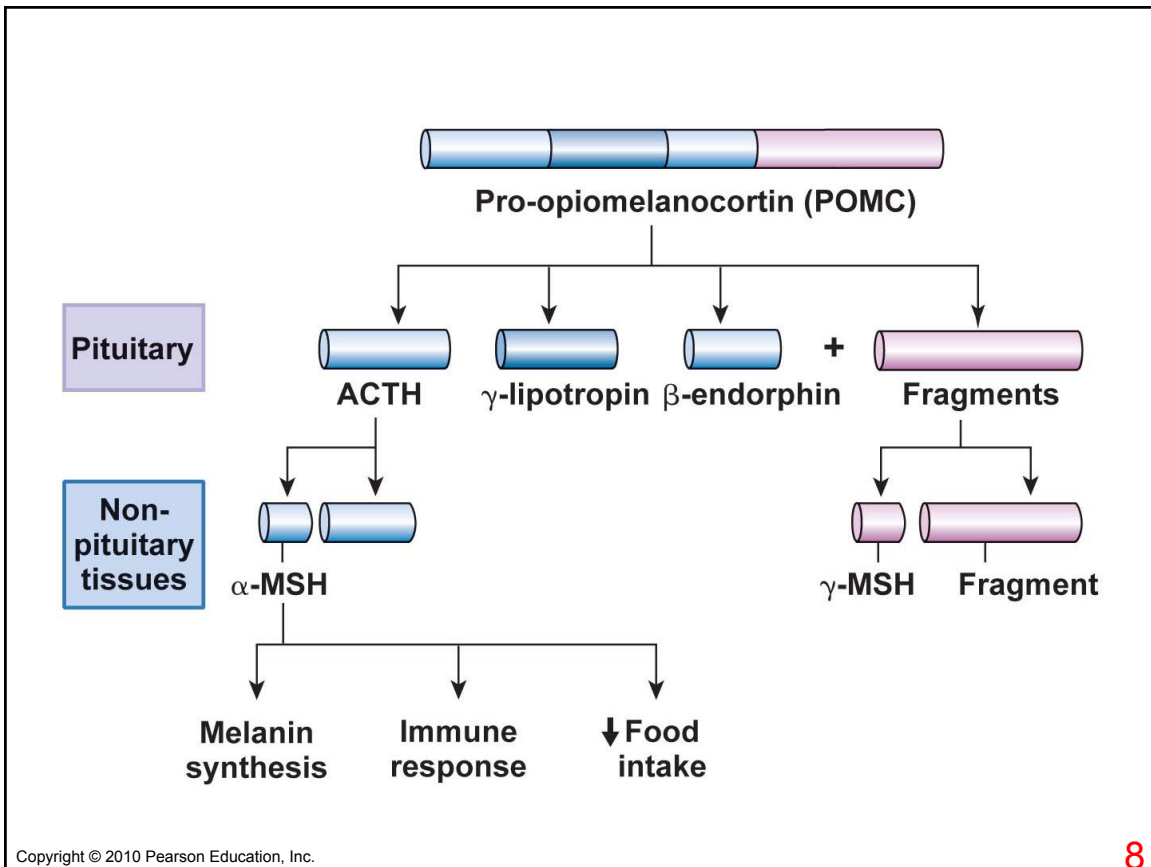 Pro-opiomelanocortin (POMC)
Pituitary
ACTH
γ-lipotropin
β-endorphin
+
Fragments
Non-
pituitary
tissues
α-MSH
γ-MSH
Fragment
Melanin
synthesis
Immune
response
↓ Food
intake
Copyright © 2010 Pearson Education, Inc.
8